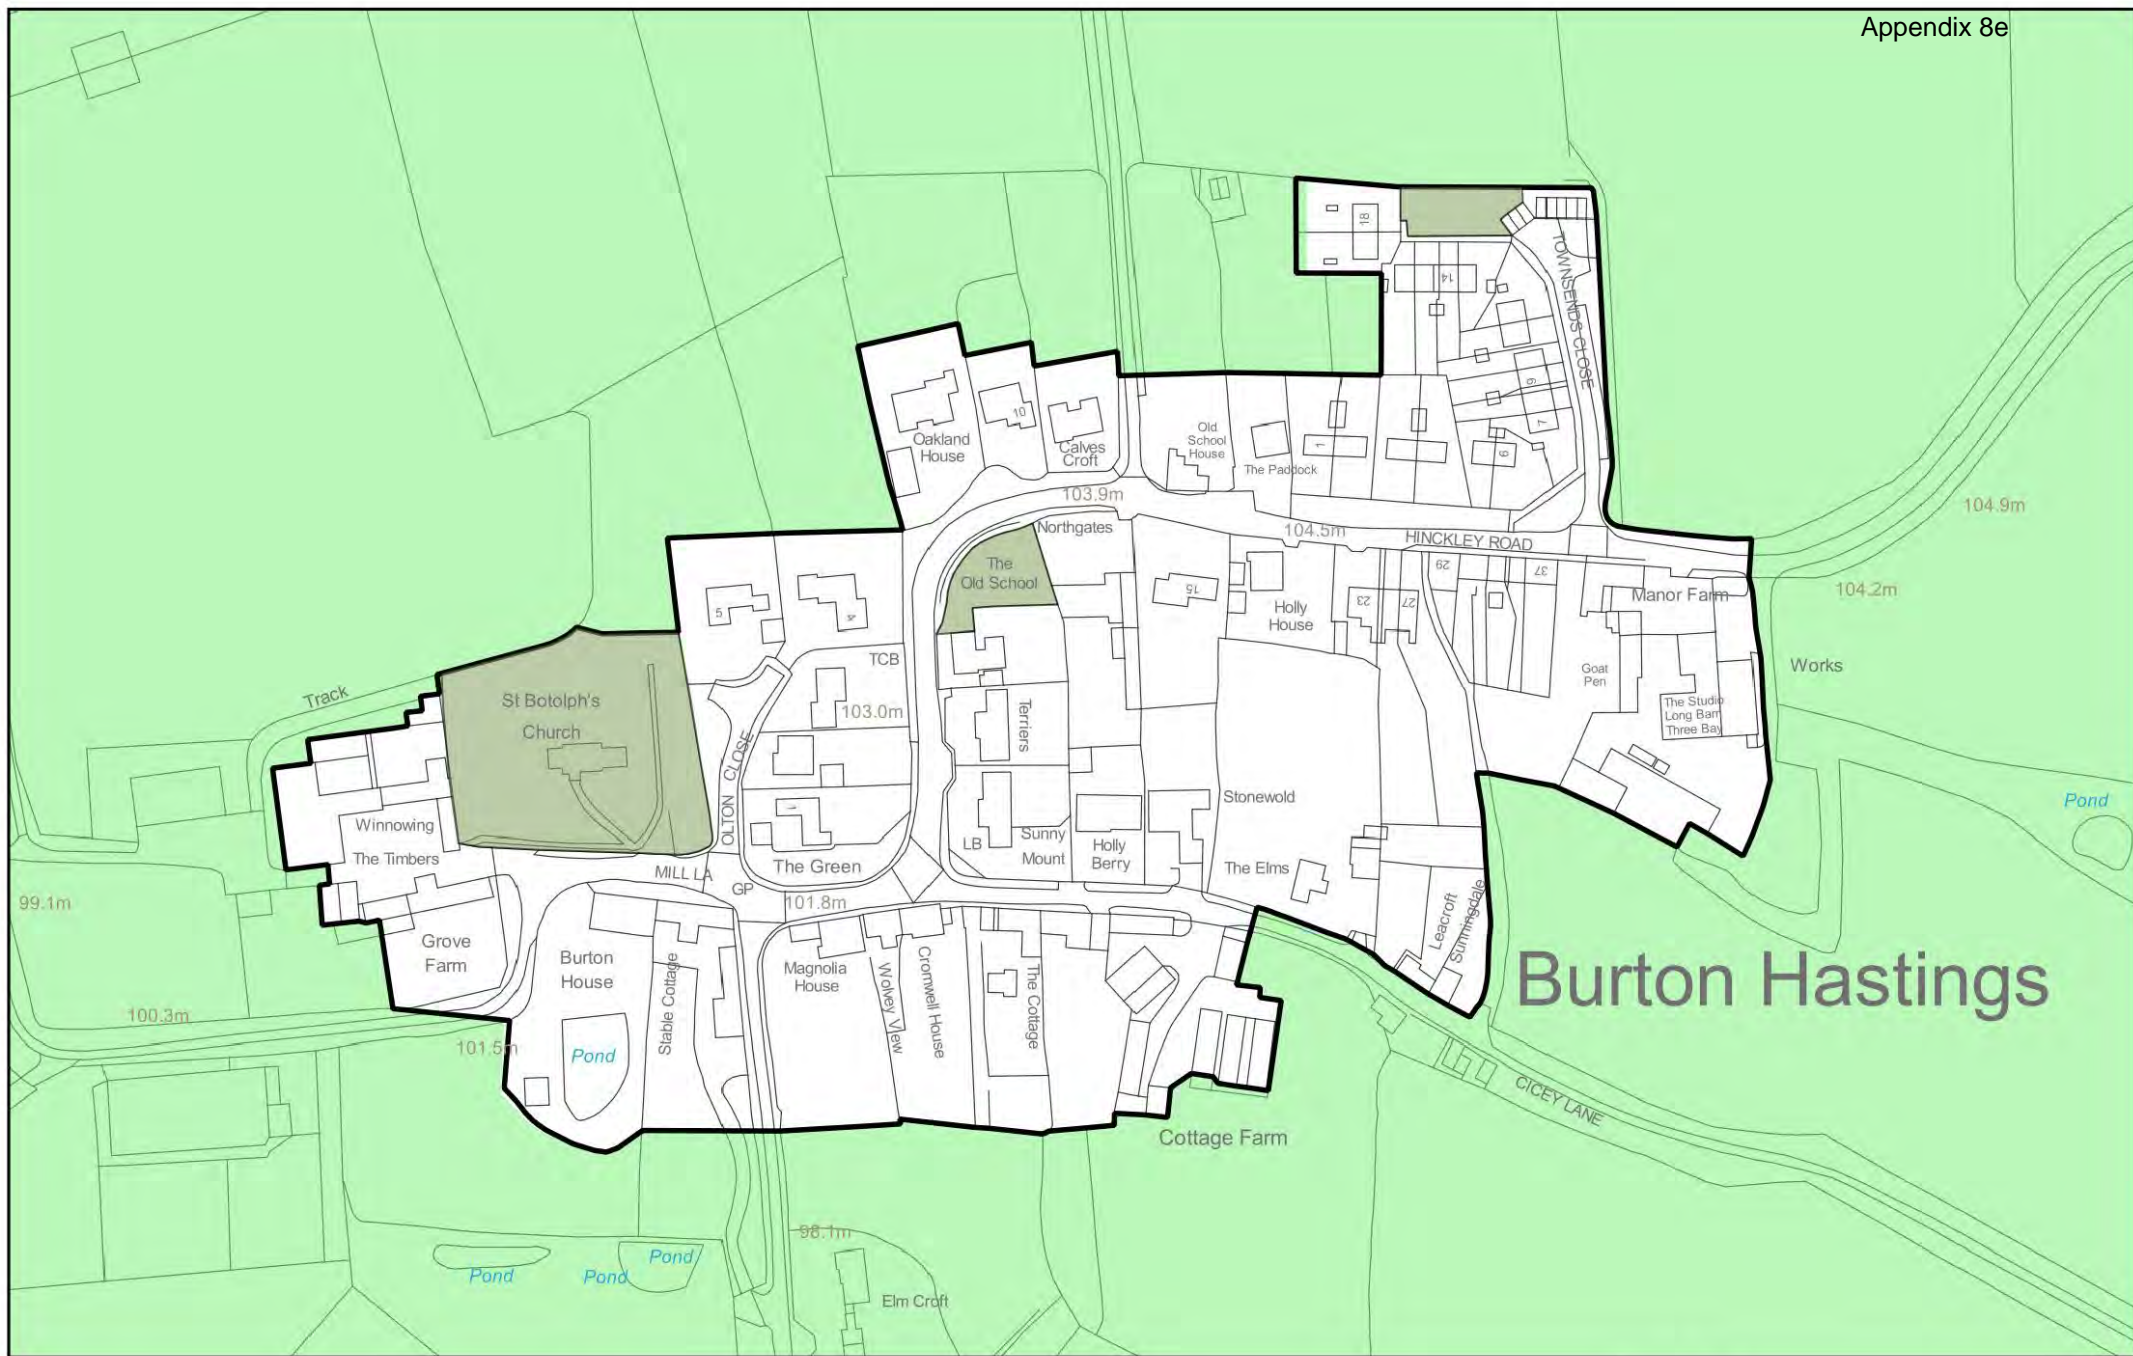 Appendix 8e
18
14
TOWNSENDS CLOSE
9
7
6
Oakland
House
10
Calves
Croft
Old
School
House
The Paddock
1
103.9m
Northgates
104.5m
HINCKLEY ROAD
104.9m
The
Old School
5
4
15
Holly
House
23
27
29
37
Manor Farm
104.2m
TCB
Works
Goat
Pen
The Studio
Long Barn
Three Bay
Track
St Botolph's
Church
103.0m
Terriers
OLTON CLOSE
1
Stonewold
Pond
Winnowing
The Timbers
LB
Sunny
Mount
Holly
Berry
The Green
MILL LA
GP
101.8m
The Elms
99.1m
Leacroft
Sunningdale
Grove
Farm
Burton
House
Stable Cottage
Magnolia
House
Wolvey View
Cromwell House
The Cottage
Burton Hastings
100.3m
101.5m
Pond
CICEY LANE
Cottage Farm
98.1m
Pond
Pond
Pond
Elm Croft